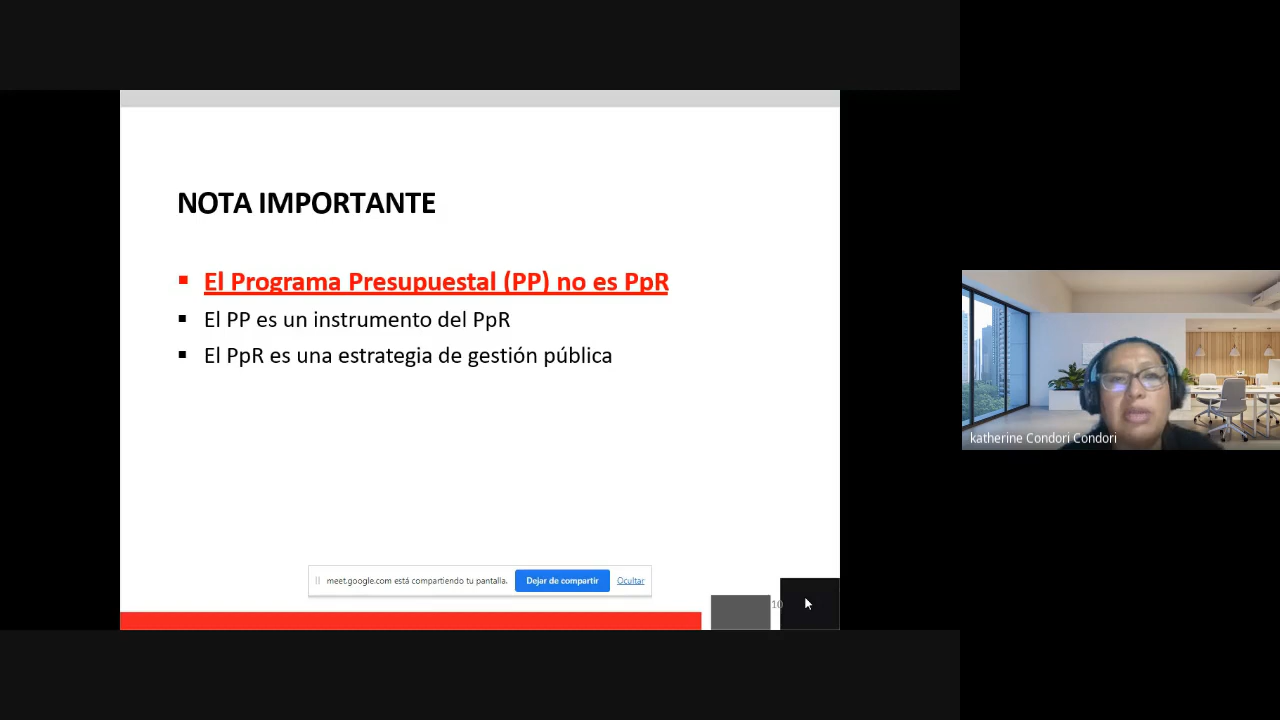 NOTA IMPORTANTE
▪ El Programa Presupuestal (PP) no es PpR
▪ El PP es un instrumento del PpR
▪ El PpR es una estrategia de gestión pública
katherine Condori Condori
meet.google.com está compartiendo tu pantalla. Dejar de compartir Ocultar
10